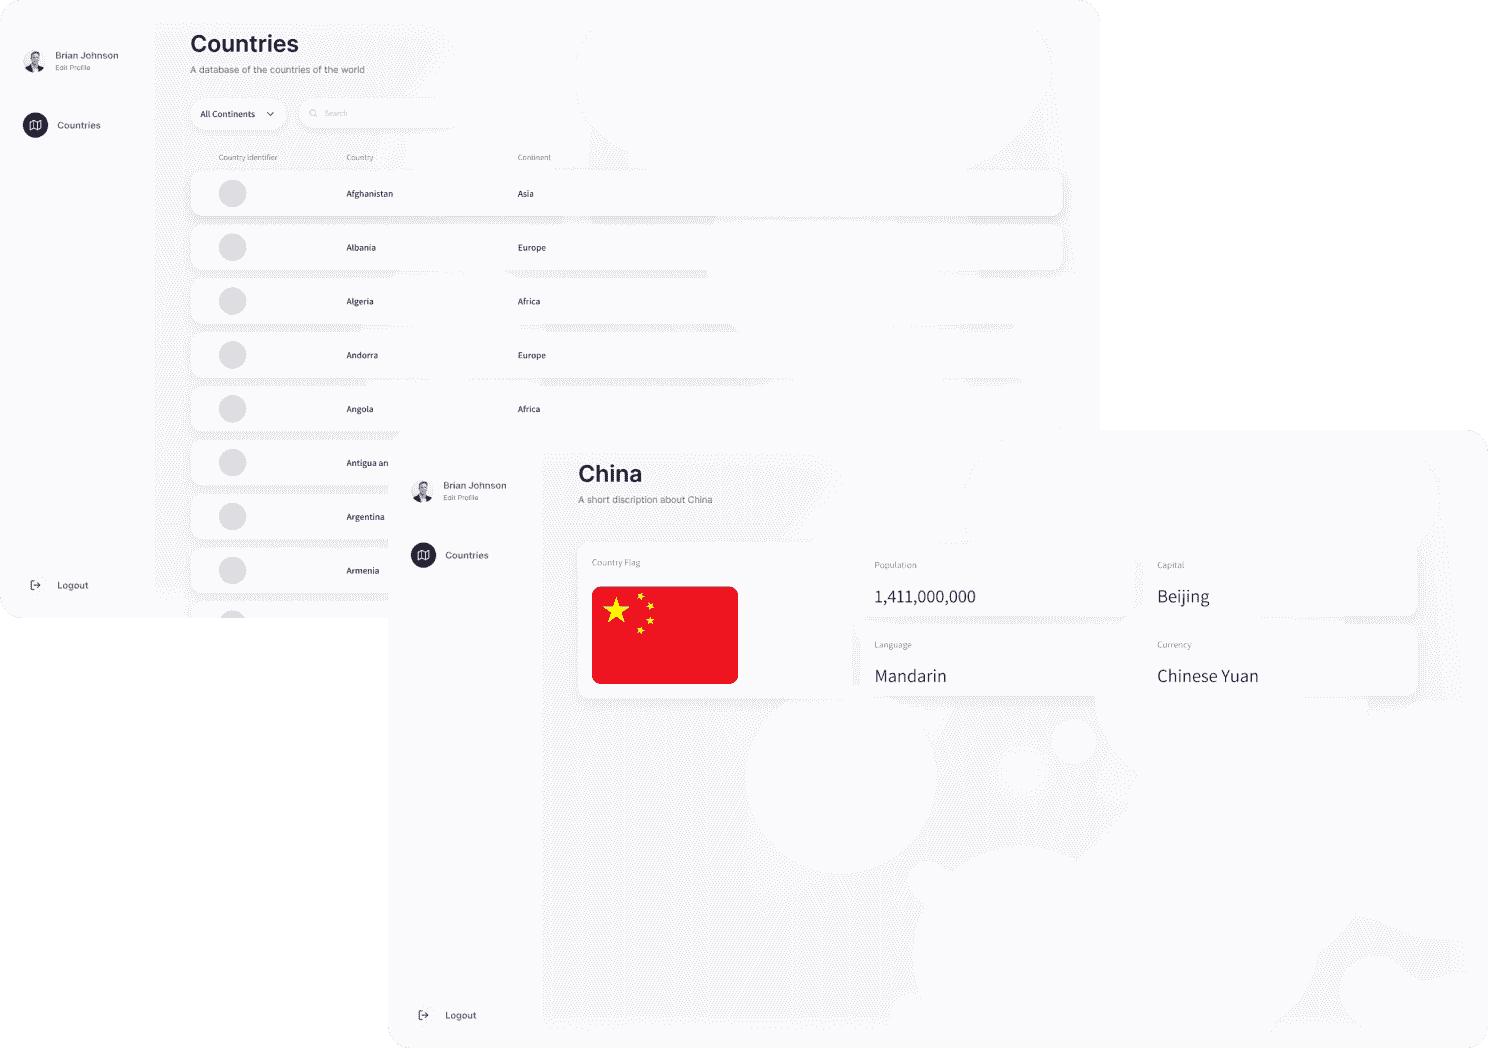 Brian Johnson
Edit Profile
Countries
Logout
Countries
A database of the countries of the world
All Continents
Search
Country Identifier Country Continent
Afghanistan Asia
Albania Europe
Algeria Africa
Andorra Europe
Angola Africa
Antigua an
Argentina
Armenia
Brian Johnson
Edit Profile
Countries
Logout
China
A short discription about China
Country Flag
Population
1,411,000,000
Capital
Beijing
Language
Mandarin
Currency
Chinese Yuan